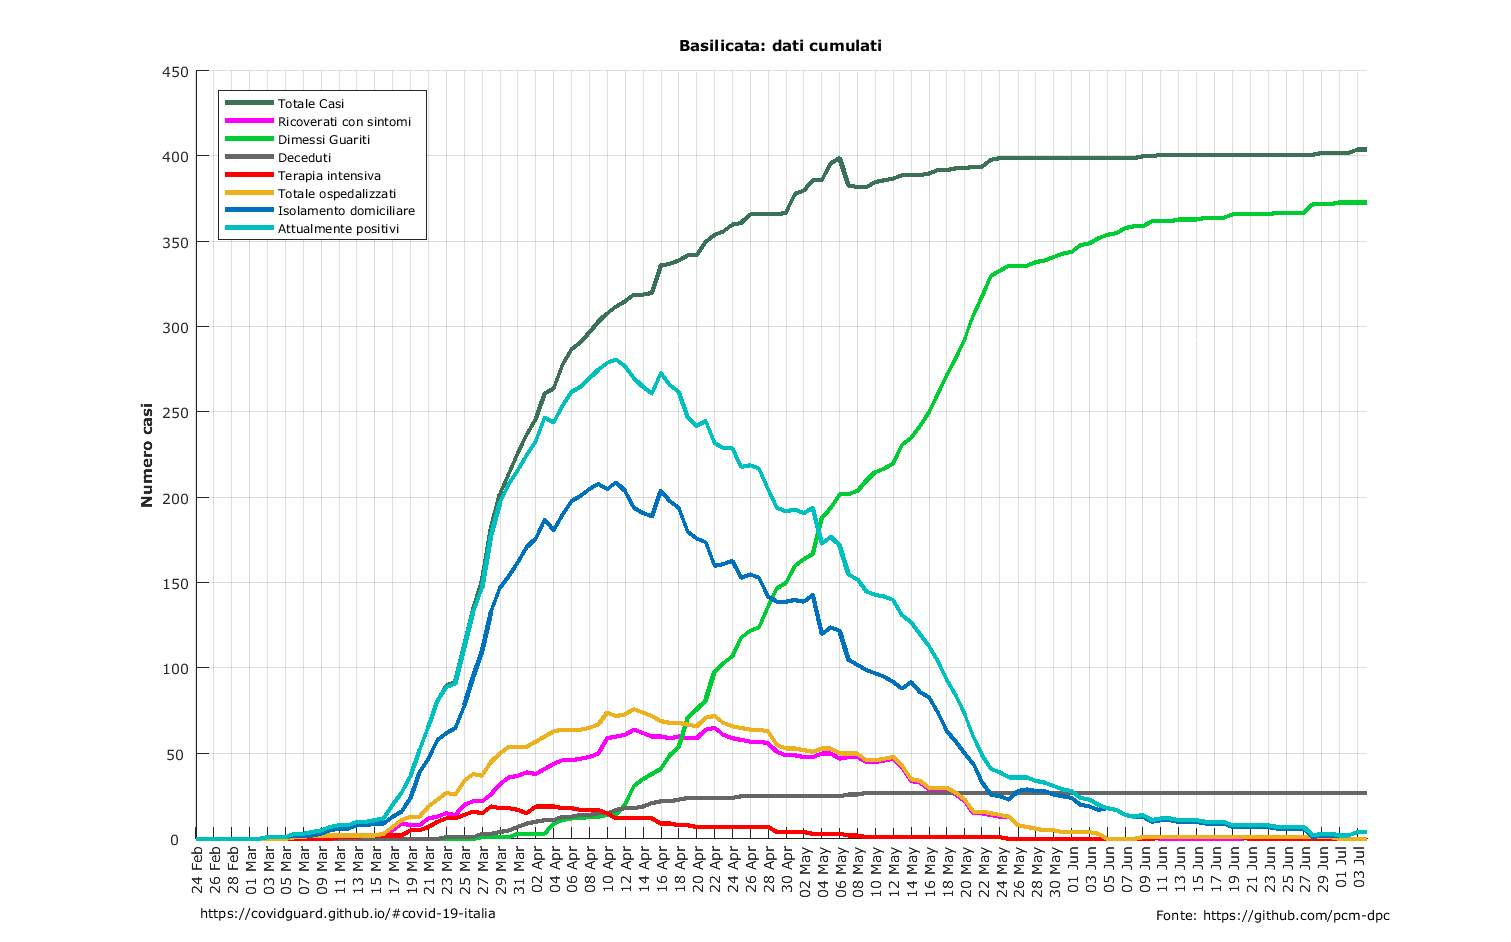 Basilicata: dati cumulati
450
400
350
300
250
200
150
100
50
0
Numero casi
Totale Casi
Ricoverati con sintomi
Dimessi Guariti
Deceduti
Terapia intensiva
Totale ospedalizzati
Isolamento domiciliare
Attualmente positivi
24 Feb
26 Feb
28 Feb
01 Mar
03 Mar
05 Mar
07 Mar
09 Mar
11 Mar
13 Mar
15 Mar
17 Mar
19 Mar
21 Mar
23 Mar
25 Mar
27 Mar
29 Mar
31 Mar
02 Apr
04 Apr
06 Apr
08 Apr
10 Apr
12 Apr
14 Apr
16 Apr
18 Apr
20 Apr
22 Apr
24 Apr
26 Apr
28 Apr
30 Apr
02 May
04 May
06 May
08 May
10 May
12 May
14 May
16 May
18 May
20 May
22 May
24 May
26 May
28 May
30 May
01 Jun
03 Jun
05 Jun
07 Jun
09 Jun
11 Jun
13 Jun
15 Jun
17 Jun
19 Jun
21 Jun
23 Jun
25 Jun
27 Jun
29 Jun
01 Jul
03 Jul
https://covidguard.github.io/#covid-19-italia
Fonte: https://github.com/pcm-dpc